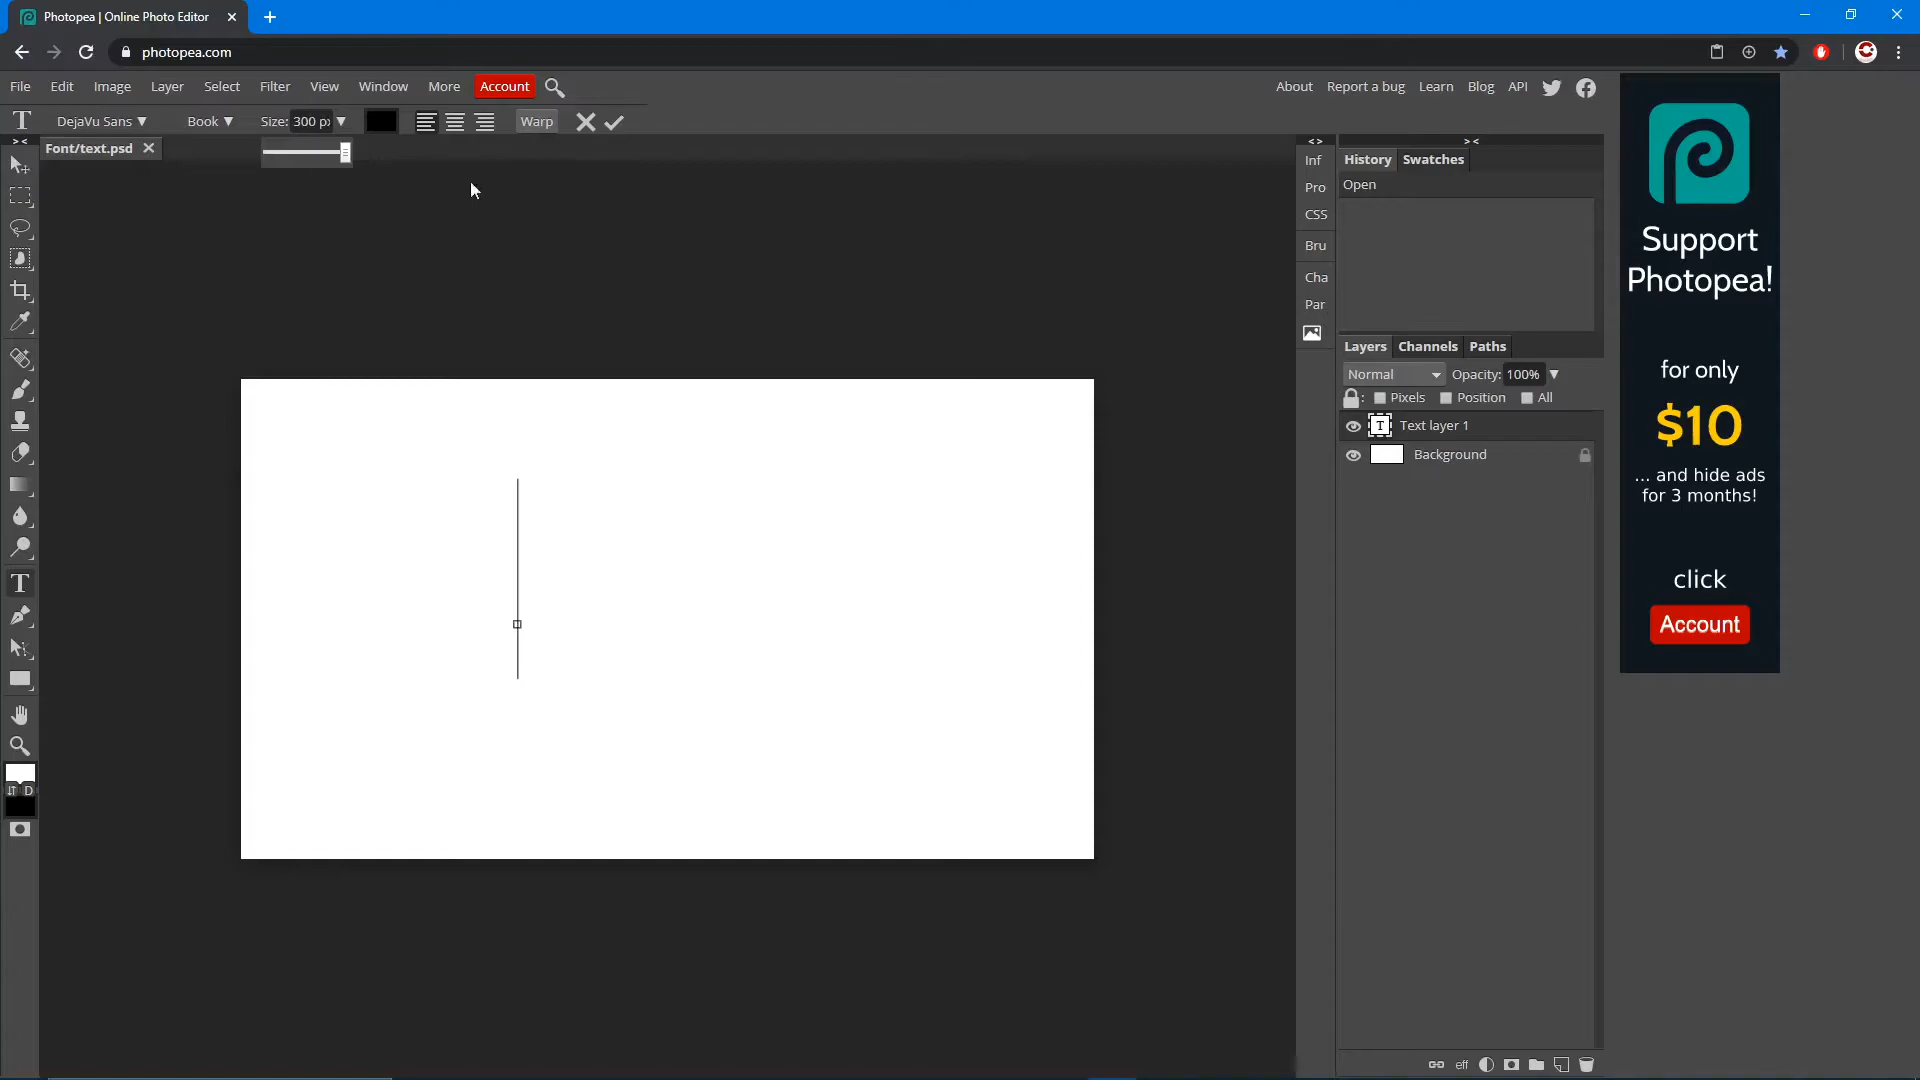 Photopea | Online Photo Editor
photopea.com
File Edit Image Layer Select Filter View Window More Account
About Report a bug Learn Blog API
T DejaVu Sans ▼ Book ▼ Size: 300 px ▼ Warp
Font/text.psd
Inf
Pro
CSS
Bru
Cha
Par
History Swatches
Open
Layers Channels Paths
Normal Opacity: 100% ▼
: Pixels Position All
T Text layer 1
Background
eff
T
D
Support
Photopea!
for only
$10
... and hide ads
for 3 months!
click
Account